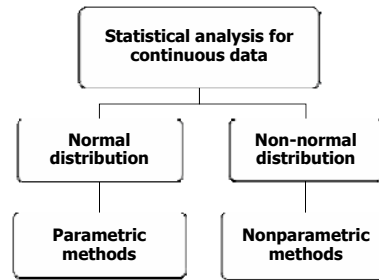 Statistical analysis for
continuous data
Normal
distribution
Non-normal
distribution
Parametric
methods
Nonparametric
methods